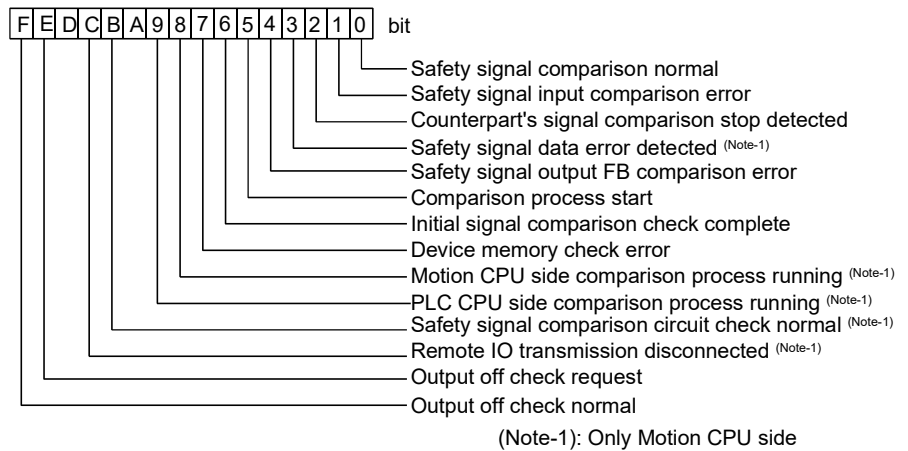 F E D C B A 9 8 7 6 5 4 3 2 1 0 bit
Safety signal comparison normal
Safety signal input comparison error
Counterpart's signal comparison stop detected
Safety signal data error detected (Note-1)
Safety signal output FB comparison error
Comparison process start
Initial signal comparison check complete
Device memory check error
Motion CPU side comparison process running (Note-1)
PLC CPU side comparison process running (Note-1)
Safety signal comparison circuit check normal (Note-1)
Remote IO transmission disconnected (Note-1)
Output off check request
Output off check normal
(Note-1): Only Motion CPU side